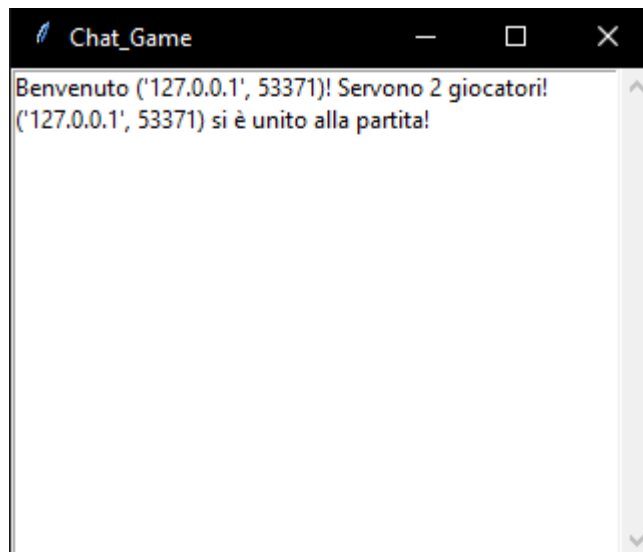 Chat_Game
Benvenuto ('127.0.0.1', 53371)! Servono 2 giocatori!
('127.0.0.1', 53371) si è unito alla partita!